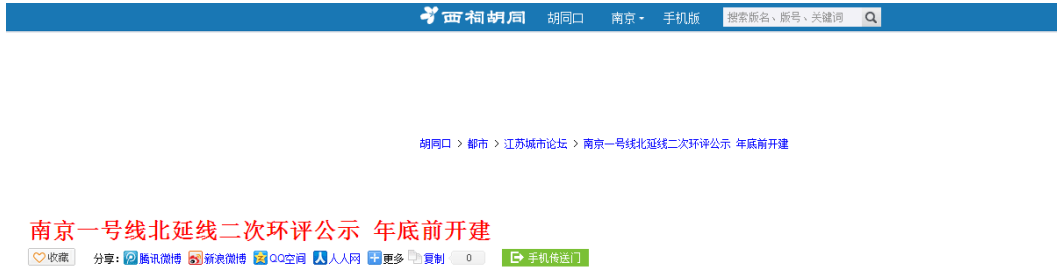 西祠胡同 胡同口 南京 手机版 搜索版名、版号、关键词
胡同口 > 都市 > 江苏城市论坛 > 南京一号线北延线二次环评公示 年底前开建
南京一号线北延线二次环评公示 年底前开建
收藏 分享: 腾讯微博 新浪微博 QQ空间 人人网 更多 复制 0 手机传送门